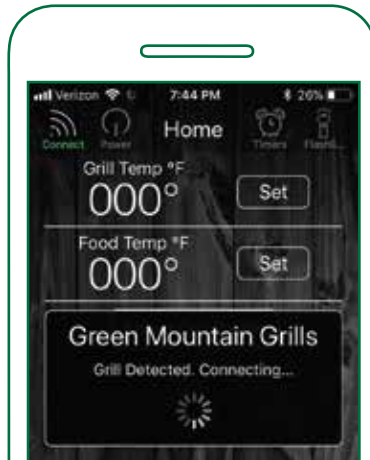 Verizon 7:44 PM 26%
Home
Connect Power Timers
Grill Temp °F
000° Set
Food Temp °F
000° Set
Green Mountain Grills
Grill Detected. Connecting...